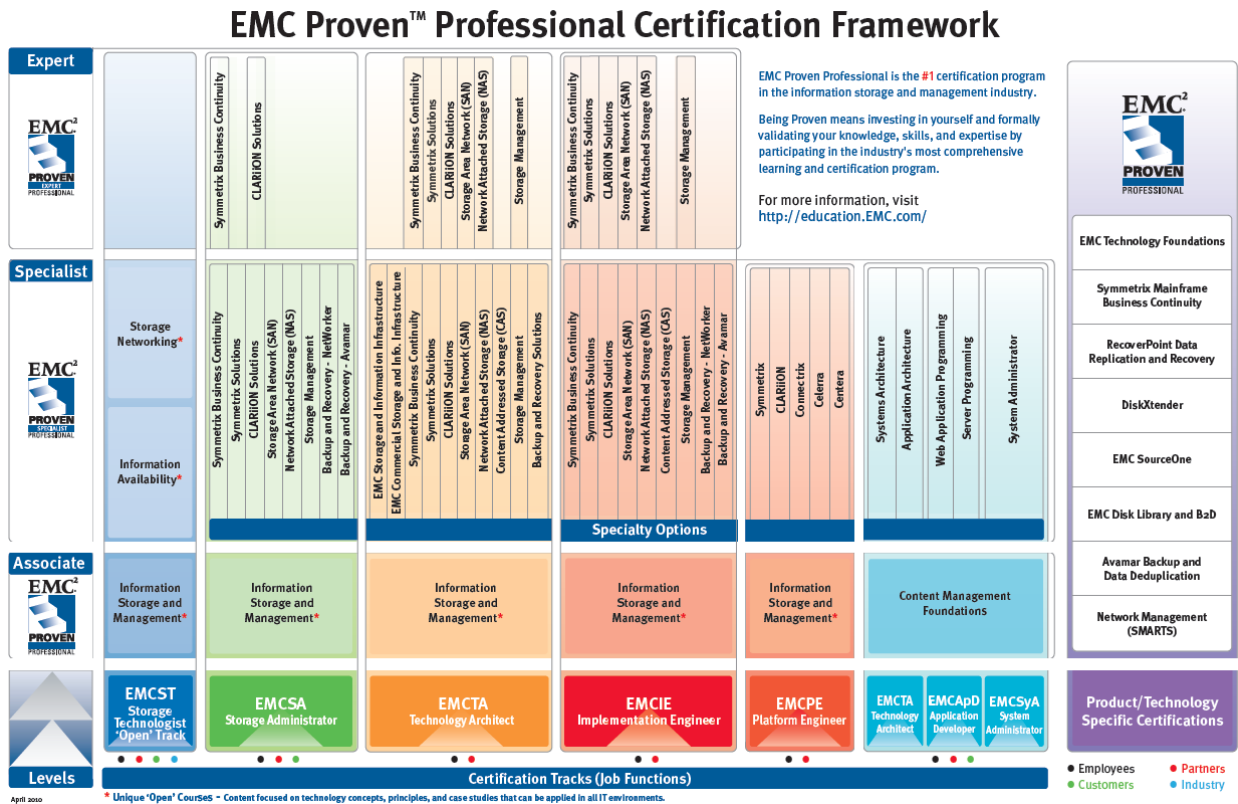 EMC Proven™ Professional Certification Framework
Expert
EMC²
PROVEN
EXPERT
PROFESSIONAL
Symmetrix Business Continuity
CLARiiON Solutions
Symmetrix Business Continuity
Symmetrix Solutions
CLARiiON Solutions
Storage Area Network (SAN)
Network Attached Storage (NAS)
Storage Management
Symmetrix Business Continuity
Symmetrix Solutions
CLARiiON Solutions
Storage Area Network (SAN)
Network Attached Storage (NAS)
Storage Management
EMC Proven Professional is the #1 certification program
in the information storage and management industry.
Being Proven means investing in yourself and formally
validating your knowledge, skills, and expertise by
participating in the industry's most comprehensive
learning and certification program.
For more information, visit
http://education.EMC.com/
Specialist
EMC²
PROVEN
SPECIALIST
PROFESSIONAL
Storage
Networking*
Information
Availability*
Symmetrix Business Continuity
Symmetrix Solutions
CLARiiON Solutions
Storage Area Network (SAN)
Network Attached Storage (NAS)
Storage Management
Backup and Recovery - NetWorker
Backup and Recovery - Avamar
EMC Storage and Information Infrastructure
EMC Commercial Storage and Info. Infrastructure
Symmetrix Business Continuity
Symmetrix Solutions
CLARiiON Solutions
Storage Area Network (SAN)
Network Attached Storage (NAS)
Content Addressed Storage (CAS)
Storage Management
Backup and Recovery Solutions
Symmetrix Business Continuity
Symmetrix Solutions
CLARiiON Solutions
Storage Area Network (SAN)
Network Attached Storage (NAS)
Content Addressed Storage (CAS)
Storage Management
Backup and Recovery - NetWorker
Backup and Recovery - Avamar
Symmetrix
CLARiiON
Connectrix
Celerra
Centera
Systems Architecture
Application Architecture
Web Application Programming
Server Programming
System Administrator
Specialty Options
Associate
EMC²
PROVEN
PROFESSIONAL
Information
Storage and
Management*
Information
Storage and
Management*
Information
Storage and
Management*
Information
Storage and
Management*
Information
Storage and
Management*
Content Management
Foundations
EMCST
Storage
Technologist
'Open' Track
EMCSA
Storage Administrator
EMCTA
Technology Architect
EMCIE
Implementation Engineer
EMCPE
Platform Engineer
EMCTA
Technology
Architect
EMCApD
Application
Developer
EMCSyA
System
Administrator
Levels
Certification Tracks (Job Functions)
EMC²
PROVEN
PROFESSIONAL
EMC Technology Foundations
Symmetrix Mainframe
Business Continuity
RecoverPoint Data
Replication and Recovery
DiskXtender
EMC SourceOne
EMC Disk Library and B2D
Avamar Backup and
Data Deduplication
Network Management
(SMARTS)
Product/Technology
Specific Certifications
Employees
Partners
Customers
Industry
April 2010
* Unique 'Open' Courses - Content focused on technology concepts, principles, and case studies that can be applied in all IT environments.